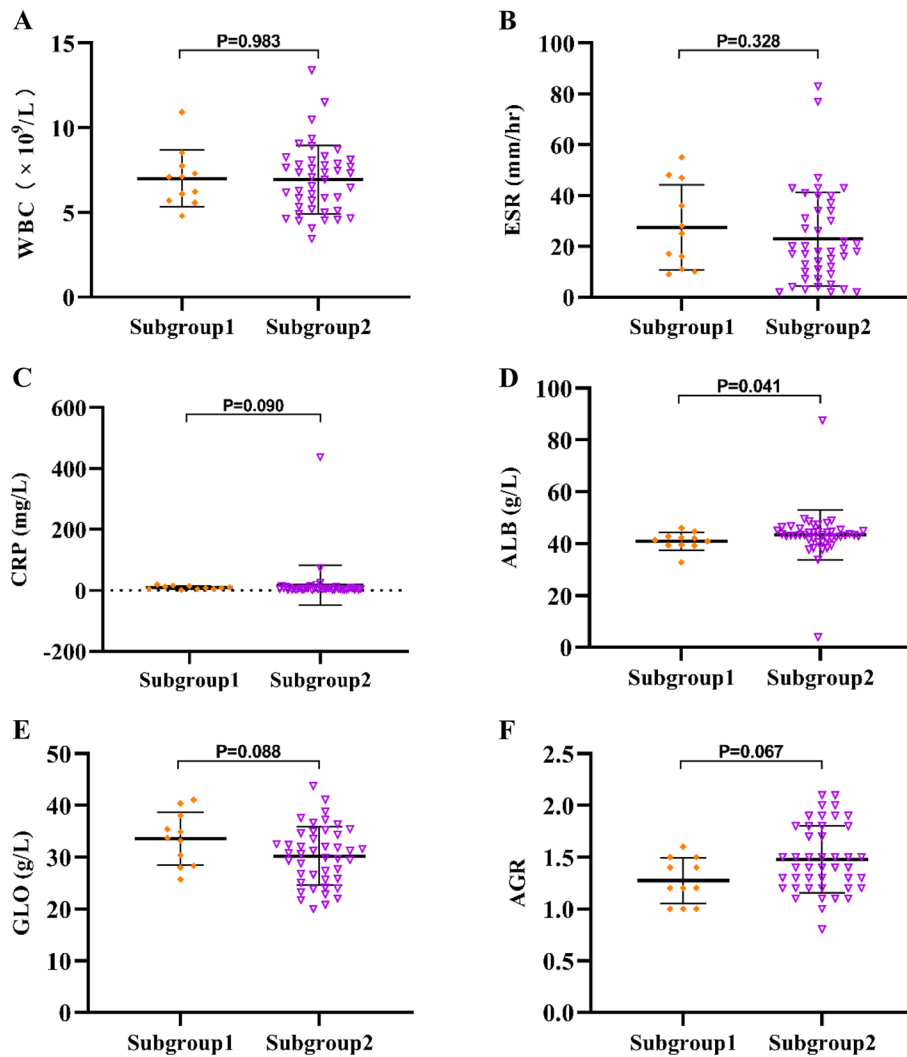 A
P=0.983
15
10
5
0
WBC (×10⁹/L)
Subgroup1 Subgroup2
B
P=0.328
100
80
60
40
20
0
ESR (mm/hr)
Subgroup1 Subgroup2
C
P=0.090
600
400
200
0
-200
CRP (mg/L)
Subgroup1 Subgroup2
D
P=0.041
100
80
60
40
20
0
ALB (g/L)
Subgroup1 Subgroup2
E
P=0.088
50
40
30
20
10
0
GLO (g/L)
Subgroup1 Subgroup2
F
P=0.067
2.5
2.0
1.5
1.0
0.5
0.0
AGR
Subgroup1 Subgroup2